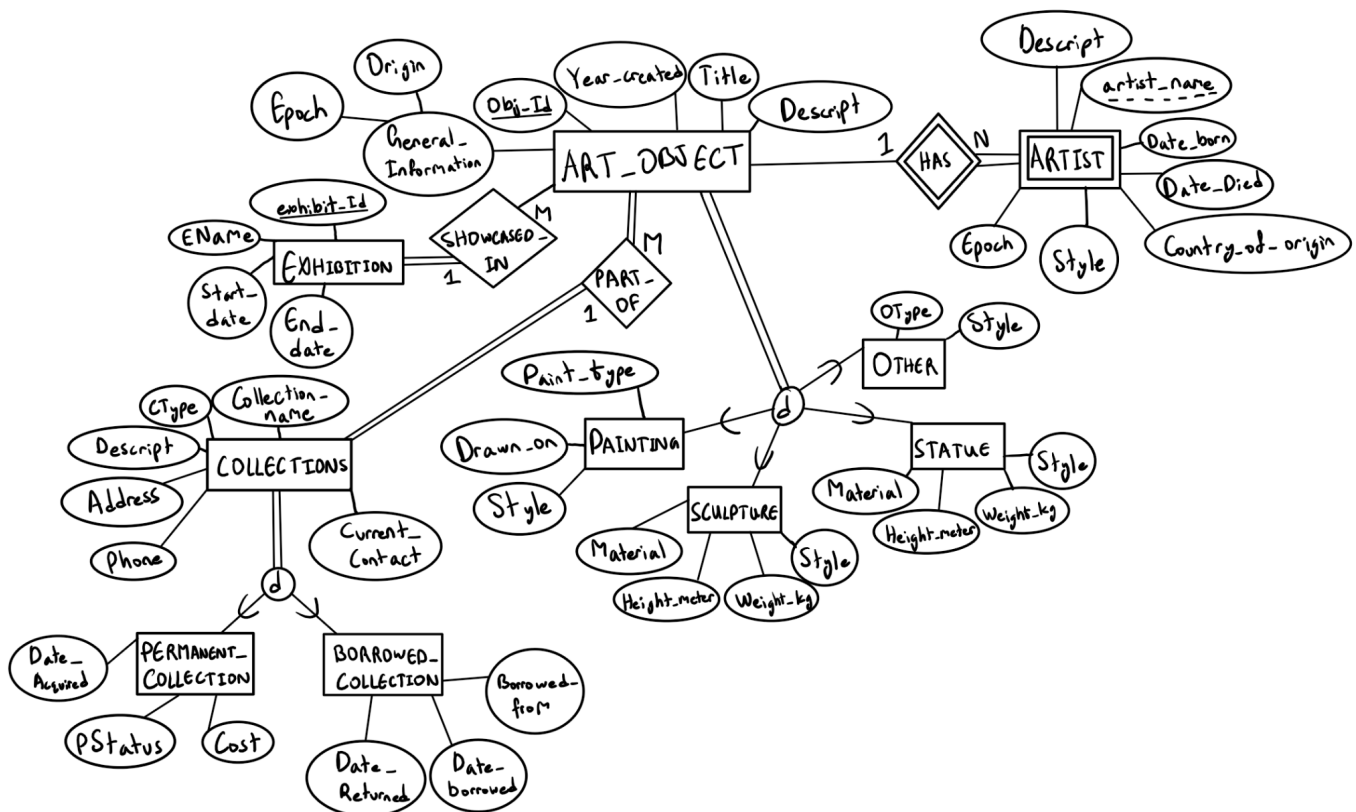 Descript
artist_name
Date_born
Date_Died
Country_of_origin
Style
Epoch
ARTIST
N
HAS
1
Origin
Epoch
General_
Information
Obj_Id
Year_created
Title
Descript
ART_OBJECT
exhibit_Id
EName
Start_
date
End_
date
EXHIBITION
1
SHOWCASED_
IN
M
M
PART_
OF
1
OType
Style
OTHER
d
Paint_type
Drawn_on
Style
PAINTING
SCULPTURE
Material
Height_meter
Weight_kg
Style
STATUE
Material
Height_meter
Weight_kg
Style
CType
Collection_
name
Descript
Address
Phone
COLLECTIONS
Current_
Contact
d
Date_
Acquired
PERMANENT_
COLLECTION
pStatus
Cost
BORROWED_
COLLECTION
Borrowed_
from
Date_
Returned
Date_
borrowed